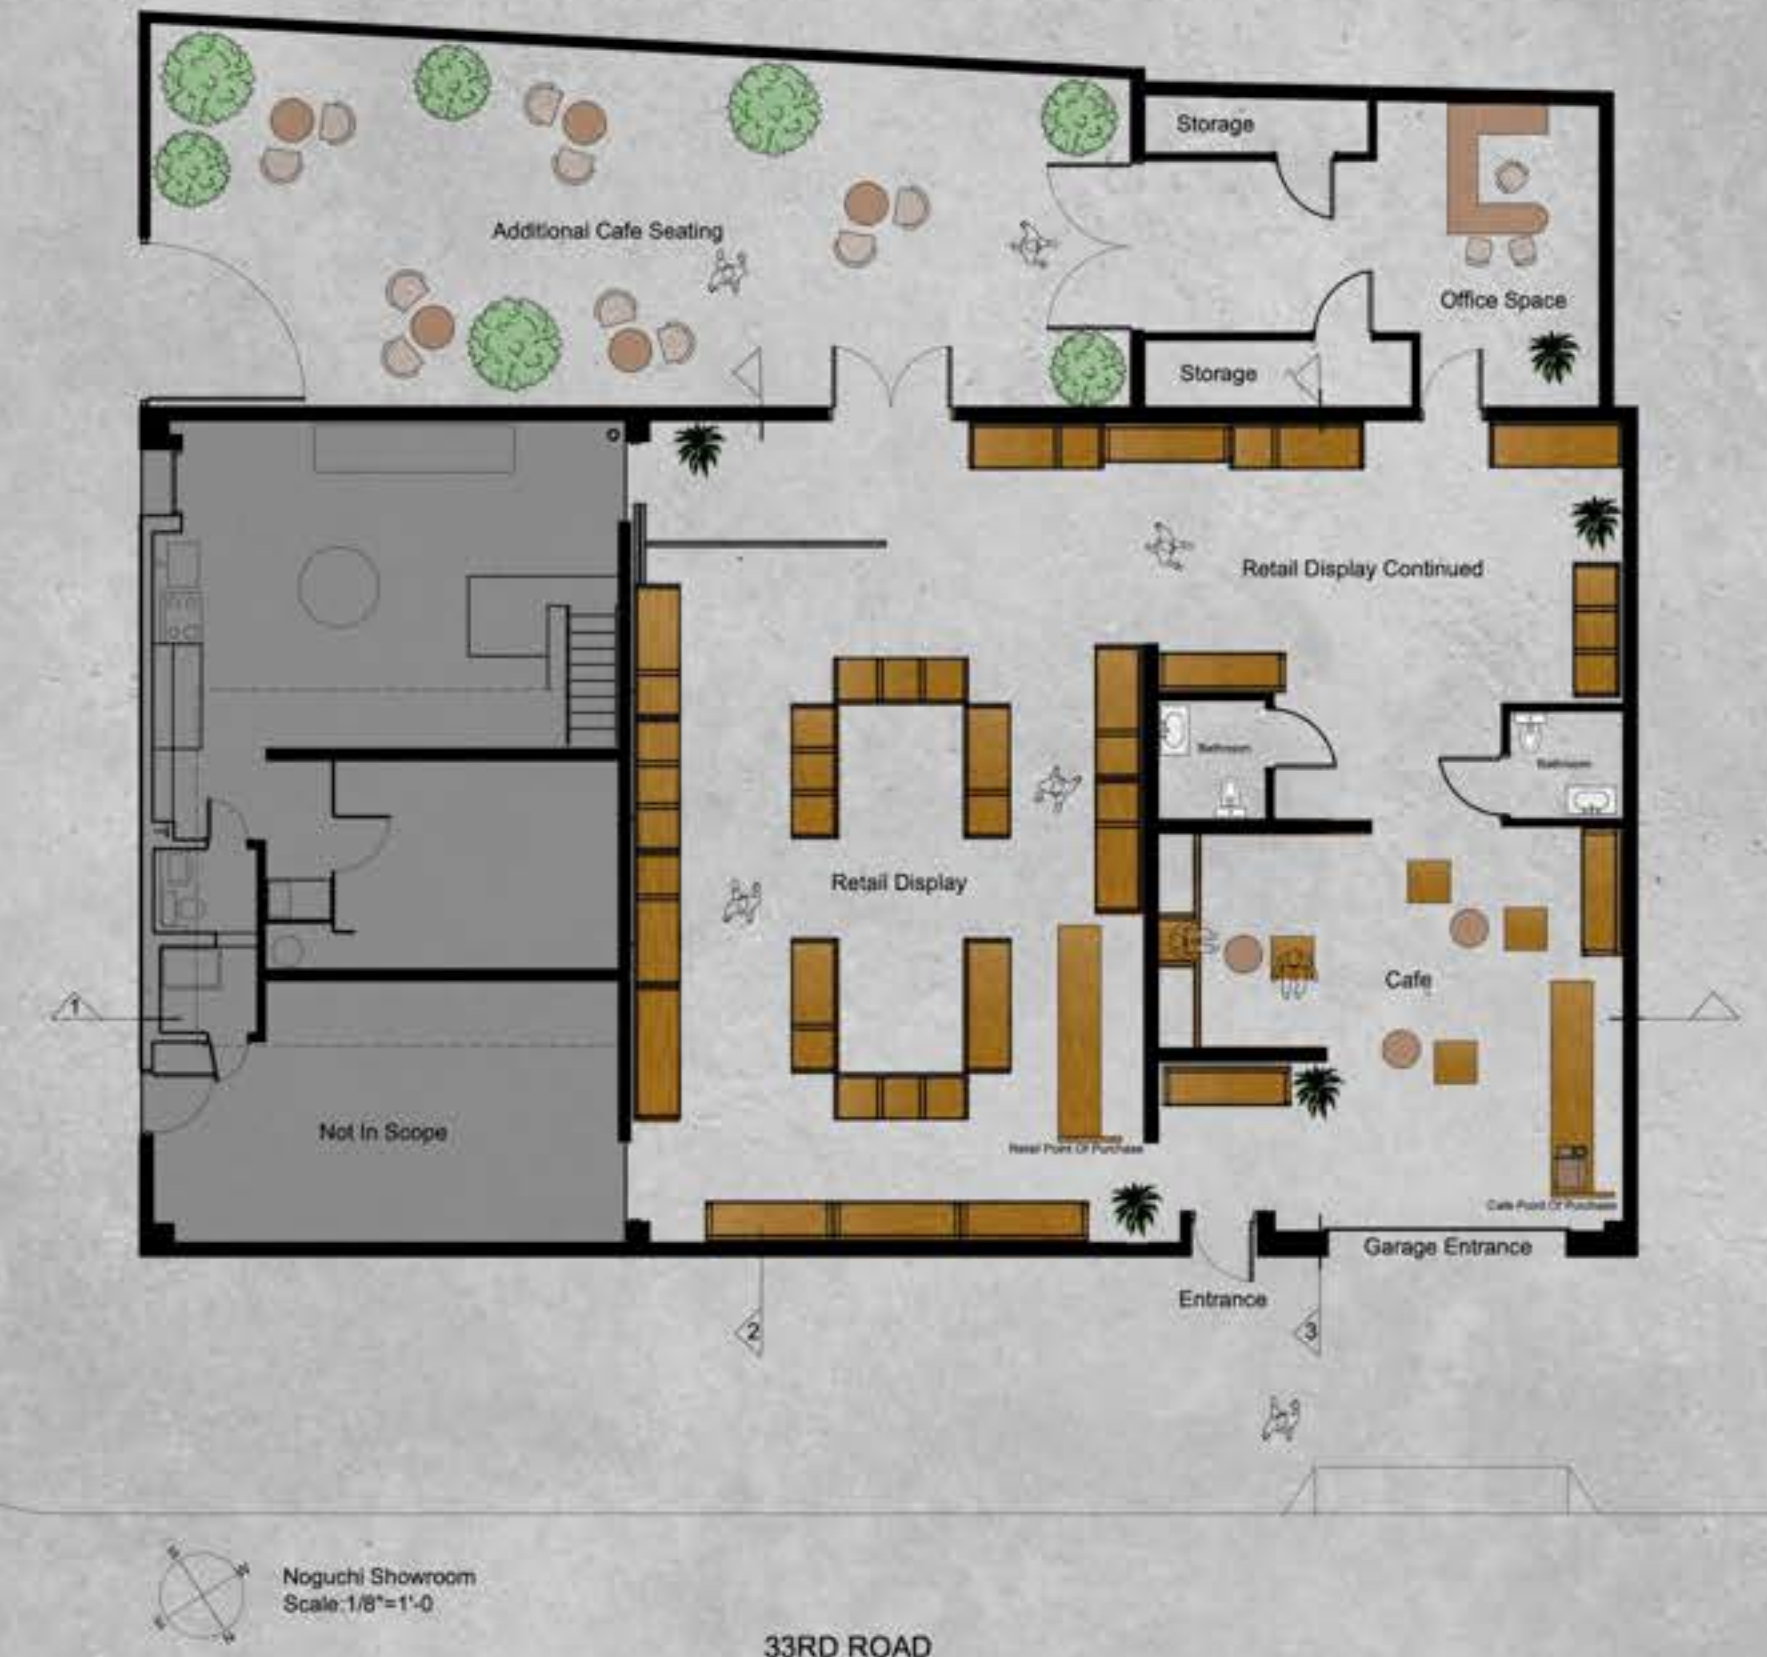 Storage
Additional Cafe Seating
Office Space
Storage
Retail Display Continued
Bathroom
Bathroom
Retail Display
Cafe
1
Not In Scope
Retail Point Of Purchase
Cafe Point Of Purchase
Garage Entrance
Entrance
2
3
Noguchi Showroom
Scale:1/8"=1'-0
33RD ROAD